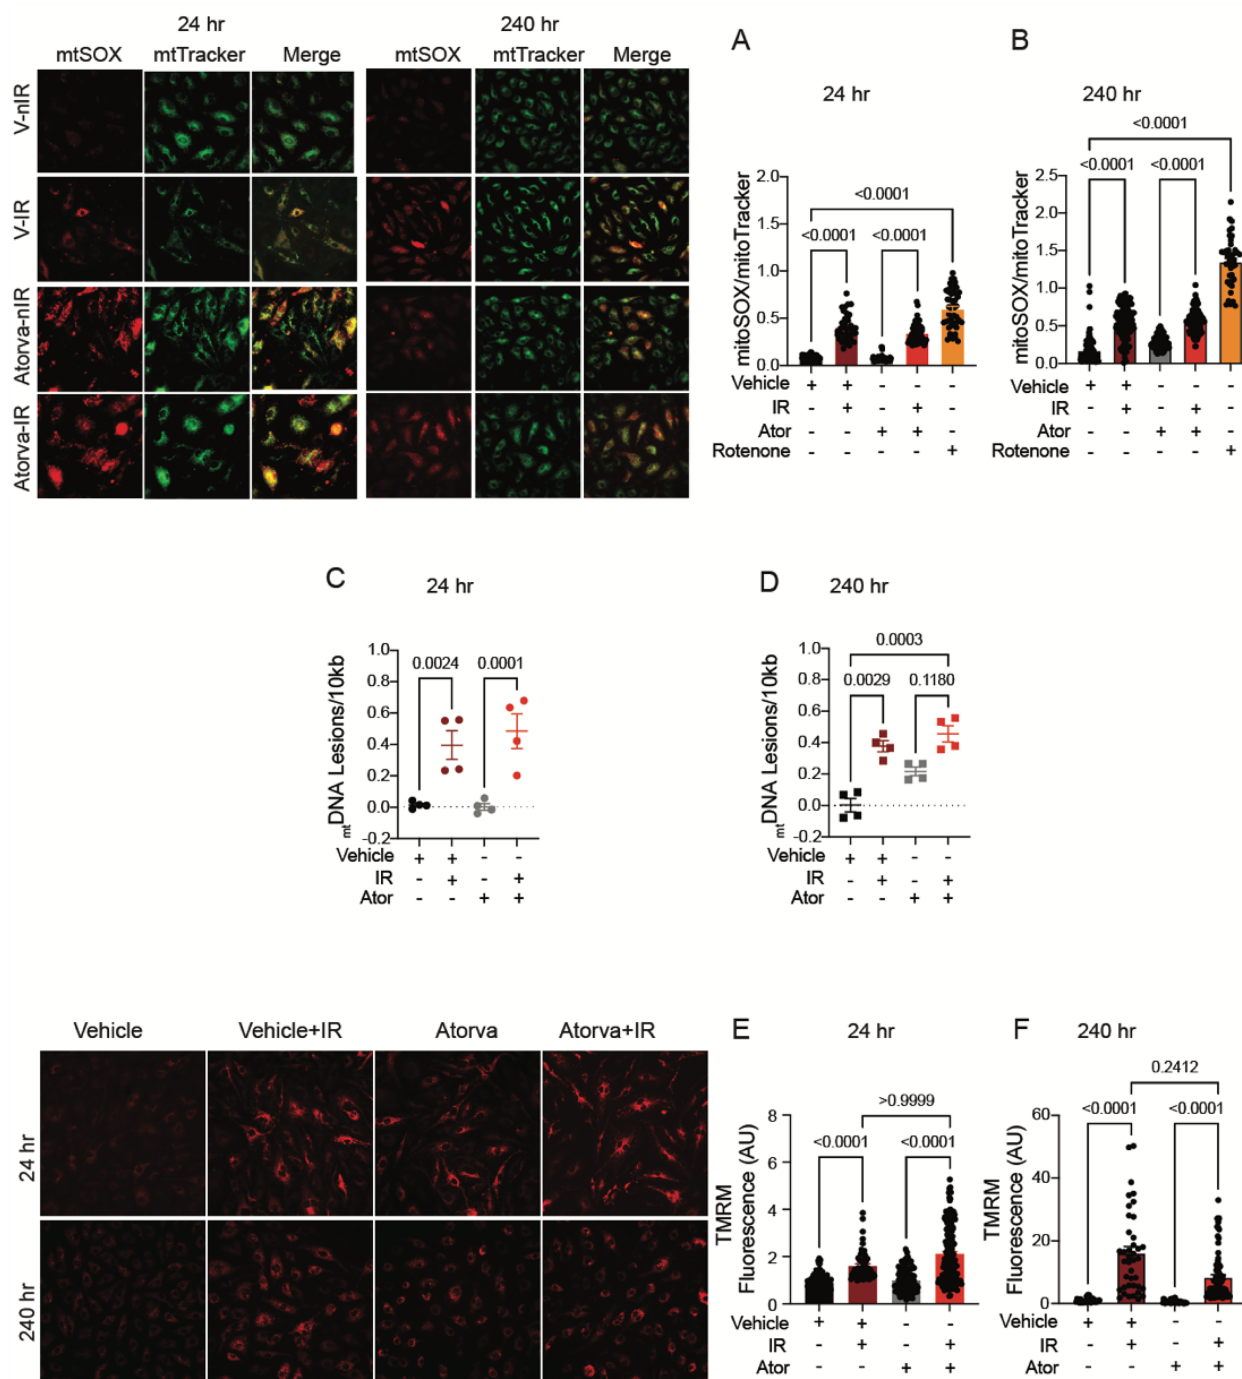 24 hr 240 hr
mtSOX mtTracker Merge mtSOX mtTracker Merge
V-nIR
V-IR
Atorva-nIR
Atorva-IR
A
24 hr
mitoSOX/mitoTracker
2.0
1.5
1.0
0.5
0.0
<0.0001
<0.0001 <0.0001
Vehicle + + - - -
IR - + - + -
Ator - - + + -
Rotenone - - - - +
B
240 hr
mitoSOX/mitoTracker
2.5
2.0
1.5
1.0
0.5
0.0
<0.0001
<0.0001 <0.0001
Vehicle + + - - -
IR - + - + -
Ator - - + + -
Rotenone - - - - +
C
24 hr
mtDNA Lesions/10kb
1.0
0.8
0.6
0.4
0.2
0.0
-0.2
0.0024 0.0001
Vehicle + + - -
IR - + - +
Ator - - + +
D
240 hr
mtDNA Lesions/10kb
1.0
0.8
0.6
0.4
0.2
0.0
-0.2
0.0003
0.0029 0.1180
Vehicle + + - -
IR - + - +
Ator - - + +
Vehicle Vehicle+IR Atorva Atorva+IR
24 hr
240 hr
E
24 hr
TMRM
Fluorescence (AU)
8
6
4
2
0
>0.9999
<0.0001 <0.0001
Vehicle + + - -
IR - + - +
Ator - - + +
F
240 hr
TMRM
Fluorescence (AU)
60
40
20
0
0.2412
<0.0001 <0.0001
Vehicle + + - -
IR - + - +
Ator - - + +